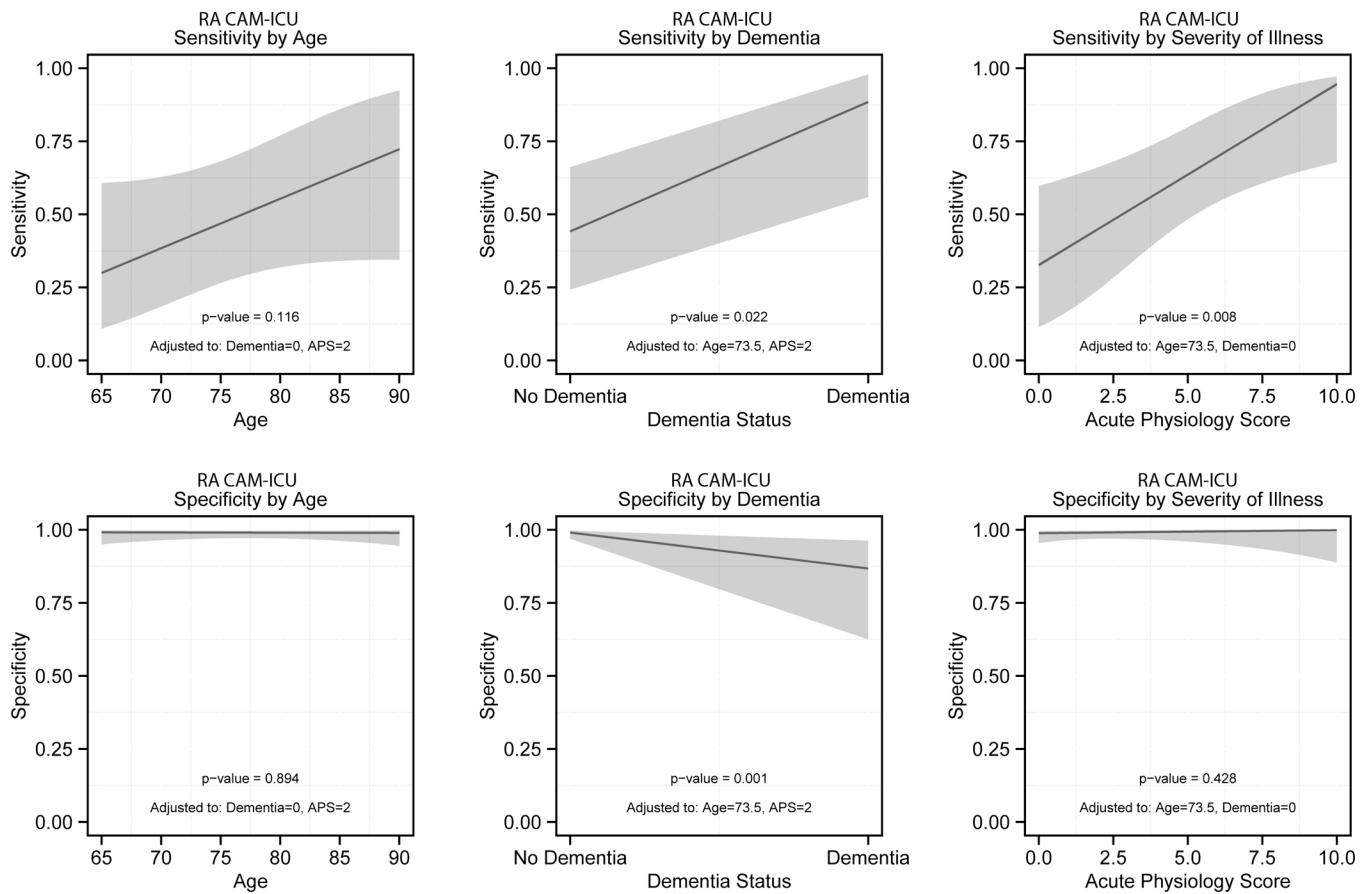 RA CAM-ICU
Sensitivity by Age
1.00
0.75
0.50
0.25
0.00
Sensitivity
p−value = 0.116
Adjusted to: Dementia=0, APS=2
65 70 75 80 85 90
Age
RA CAM-ICU
Sensitivity by Dementia
1.00
0.75
0.50
0.25
0.00
Sensitivity
p−value = 0.022
Adjusted to: Age=73.5, APS=2
No Dementia Dementia
Dementia Status
RA CAM-ICU
Sensitivity by Severity of Illness
1.00
0.75
0.50
0.25
0.00
Sensitivity
p−value = 0.008
Adjusted to: Age=73.5, Dementia=0
0.0 2.5 5.0 7.5 10.0
Acute Physiology Score
RA CAM-ICU
Specificity by Age
1.00
0.75
0.50
0.25
0.00
Specificity
p−value = 0.894
Adjusted to: Dementia=0, APS=2
65 70 75 80 85 90
Age
RA CAM-ICU
Specificity by Dementia
1.00
0.75
0.50
0.25
0.00
Specificity
p−value = 0.001
Adjusted to: Age=73.5, APS=2
No Dementia Dementia
Dementia Status
RA CAM-ICU
Specificity by Severity of Illness
1.00
0.75
0.50
0.25
0.00
Specificity
p−value = 0.428
Adjusted to: Age=73.5, Dementia=0
0.0 2.5 5.0 7.5 10.0
Acute Physiology Score